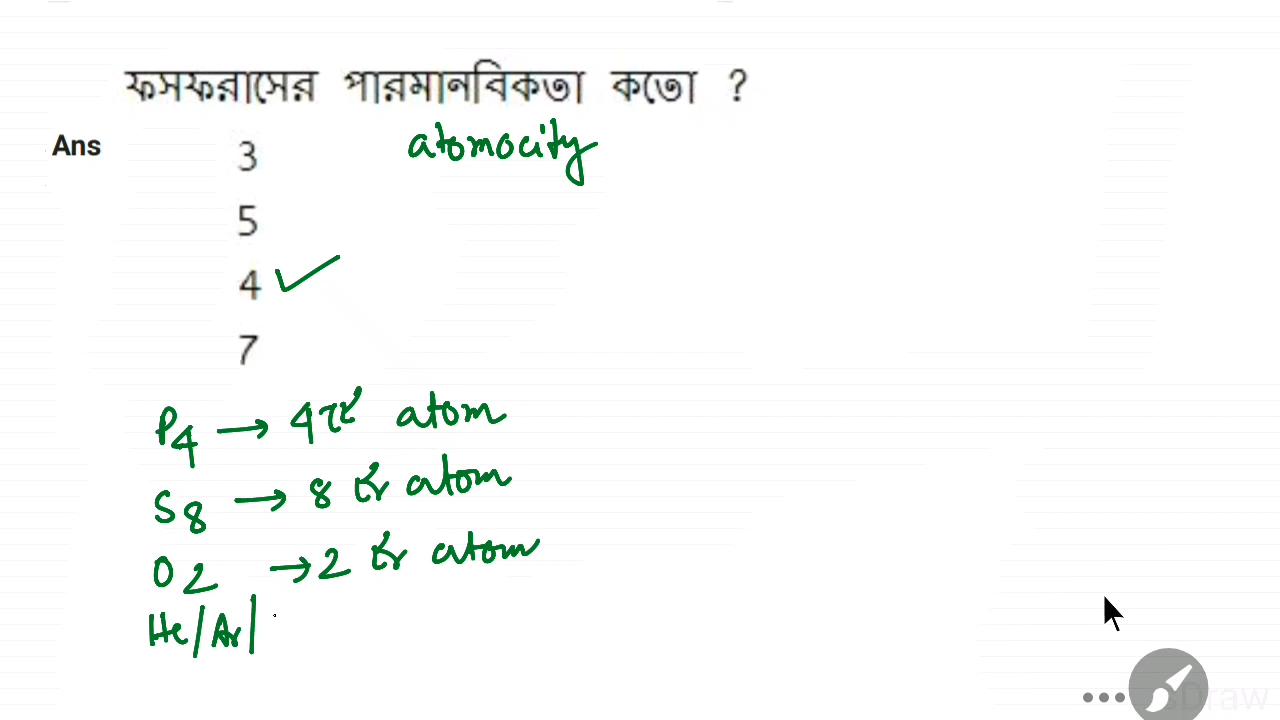 ফসফরাসের পারমানবিকতা কতো ?
Ans
3
atomocity
5
4
7
P4 → 4টে atom
S8 → 8 টা atom
O2 → 2 টা atom
He/Ar/